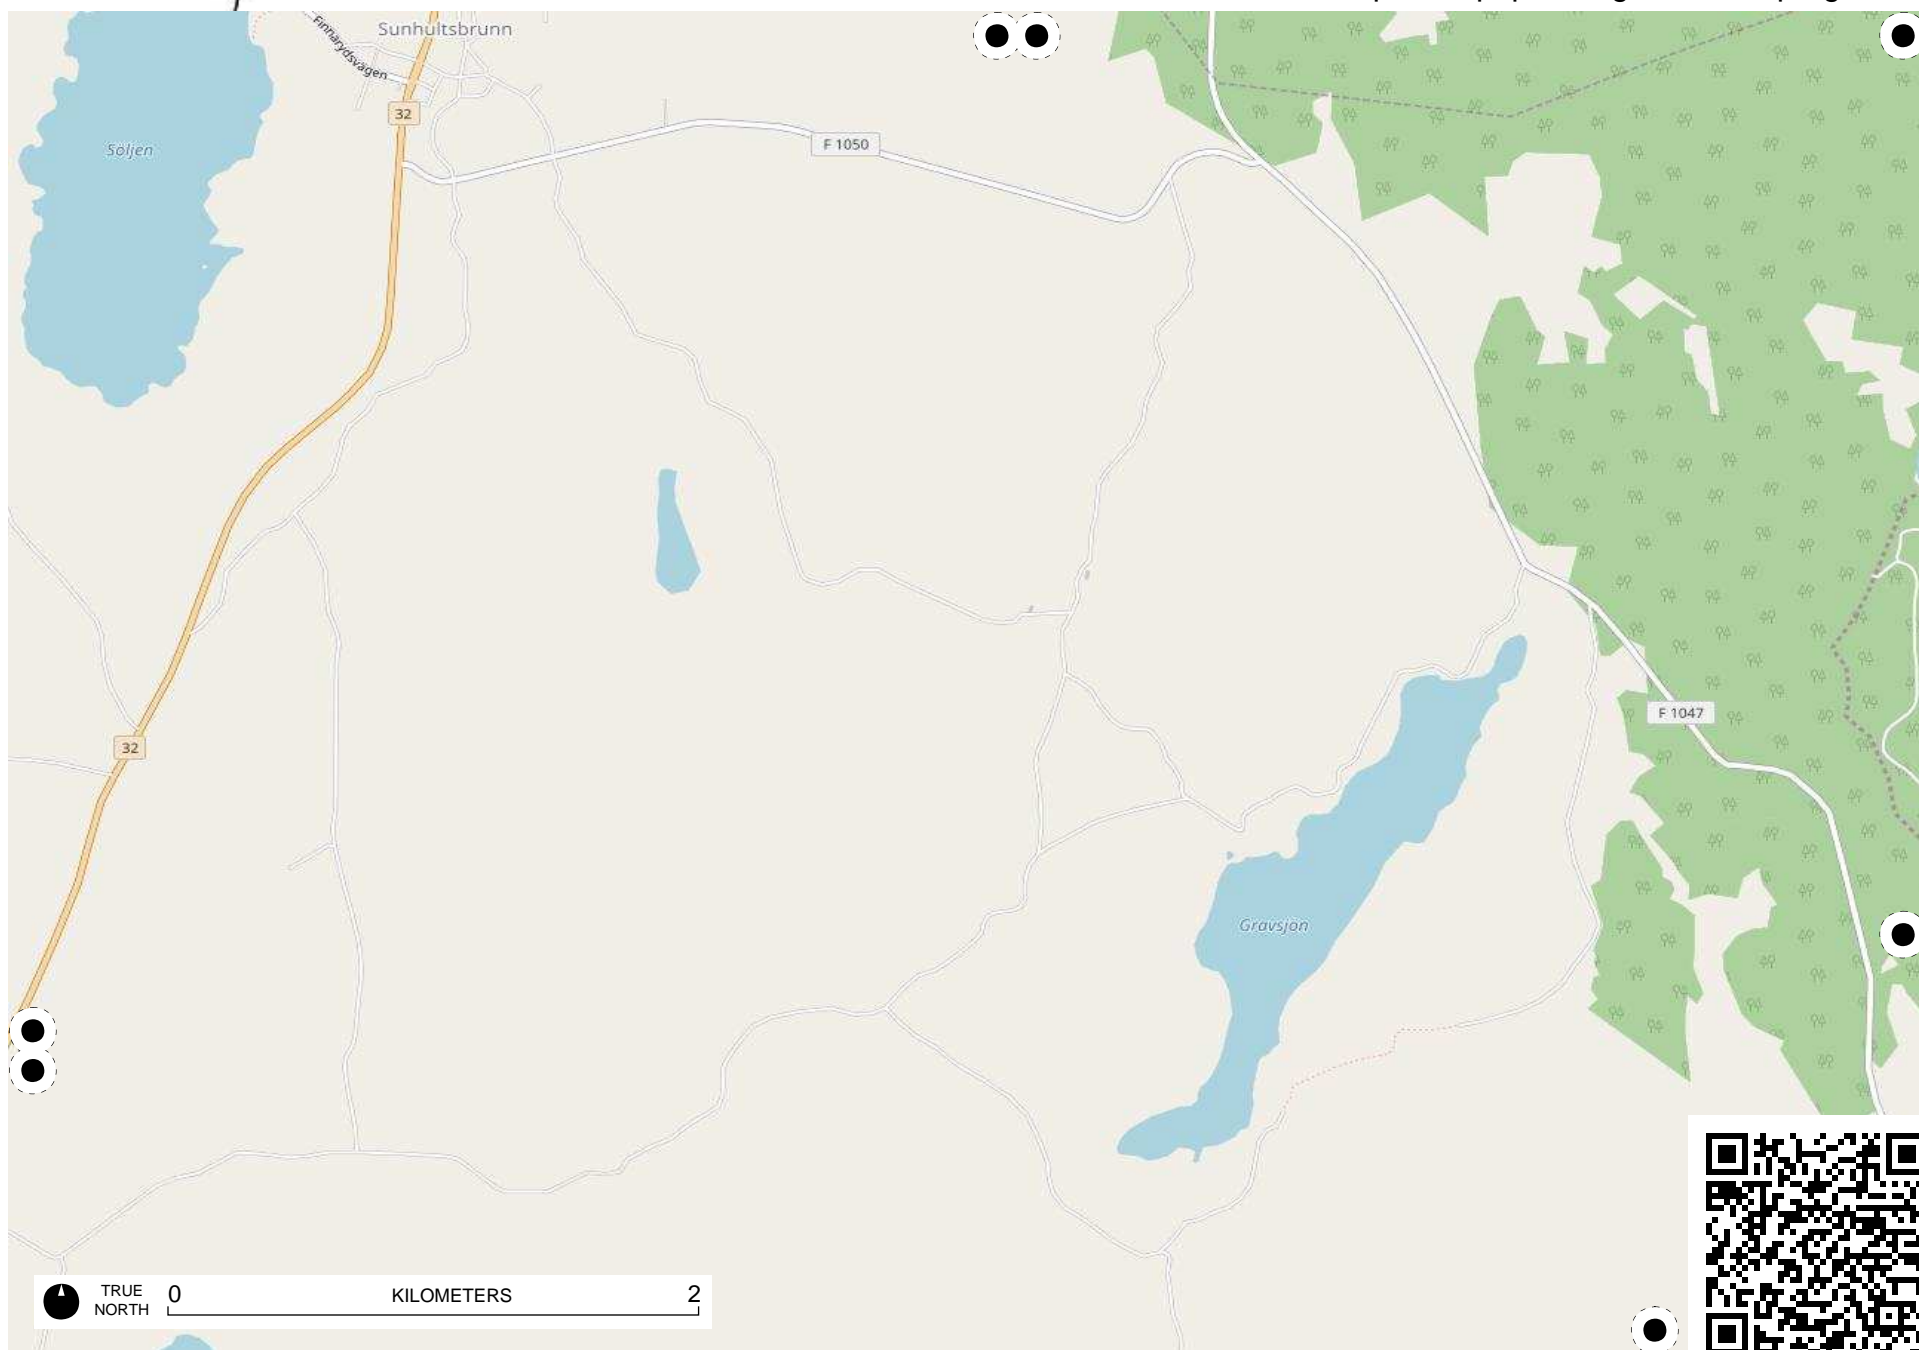 Sunhultsbrunn
Finnarydsvägen
32
Söljen
F 1050
F 1047
32
Gravsjön
TRUE NORTH
0 KILOMETERS 2